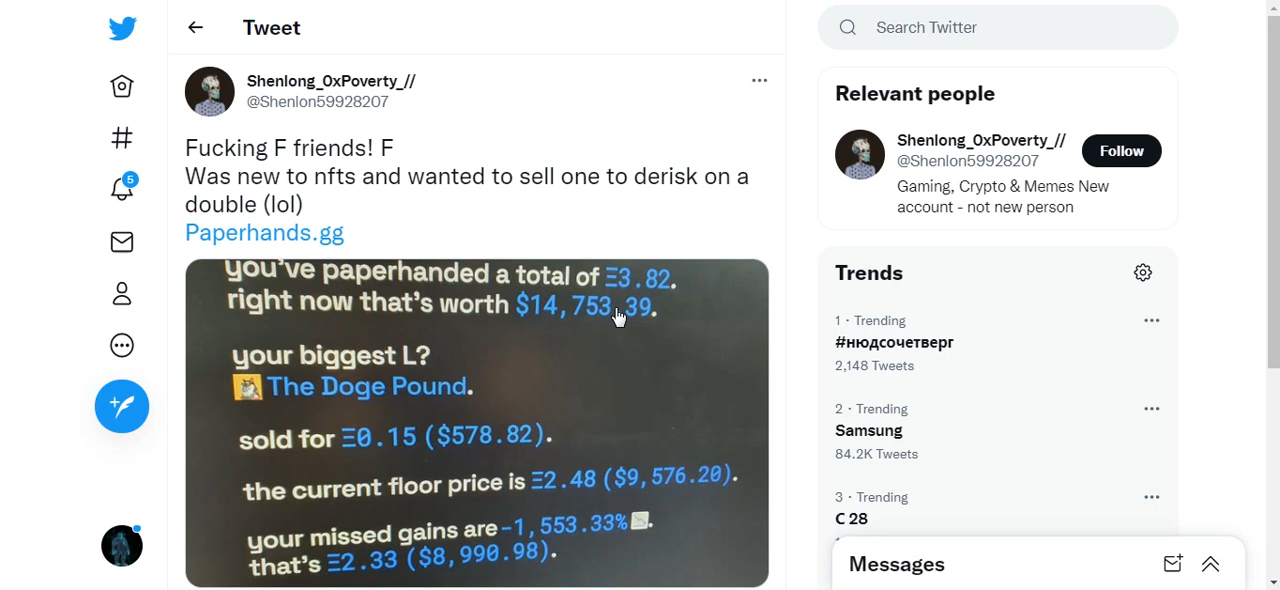 Tweet
Search Twitter
Shenlong_0xPoverty_//
@Shenlon59928207
Fucking F friends! F
Was new to nfts and wanted to sell one to derisk on a
double (lol)
Paperhands.gg
you've paperhanded a total of Ξ3.82.
right now that's worth $14,753.39.
your biggest L?
The Doge Pound.
sold for Ξ0.15 ($578.82).
the current floor price is Ξ2.48 ($9,576.20).
your missed gains are -1,553.33%.
that's Ξ2.33 ($8,990.98).
5
Relevant people
Shenlong_0xPoverty_//
@Shenlon59928207
Follow
Gaming, Crypto & Memes New
account - not new person
Trends
1 · Trending
#нюдсочетверг
2,148 Tweets
2 · Trending
Samsung
84.2K Tweets
3 · Trending
C 28
Messages